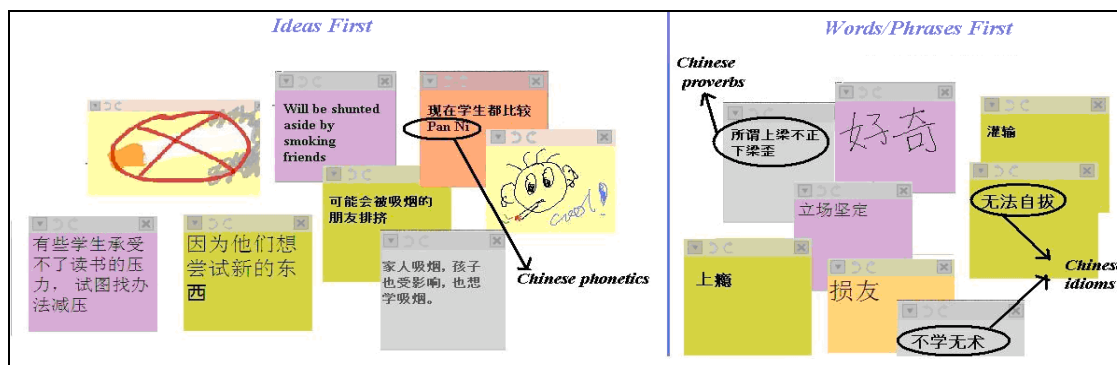 Ideas First
Words/Phrases First
Will be shunted
aside by
smoking
friends
现在学生都比较
Pan Ni
可能会被吸烟的
朋友排挤
cool!
有些学生承受
不了读书的压
力， 试图找办
法减压
因为他们想
尝试新的东
西
家人吸烟，孩子
也受影响，也想
学吸烟。
Chinese phonetics
Chinese
proverbs
所谓上梁不正
下梁歪
好奇
灌输
无法自拔
立场坚定
上瘾
损友
不学无术
Chinese
idioms